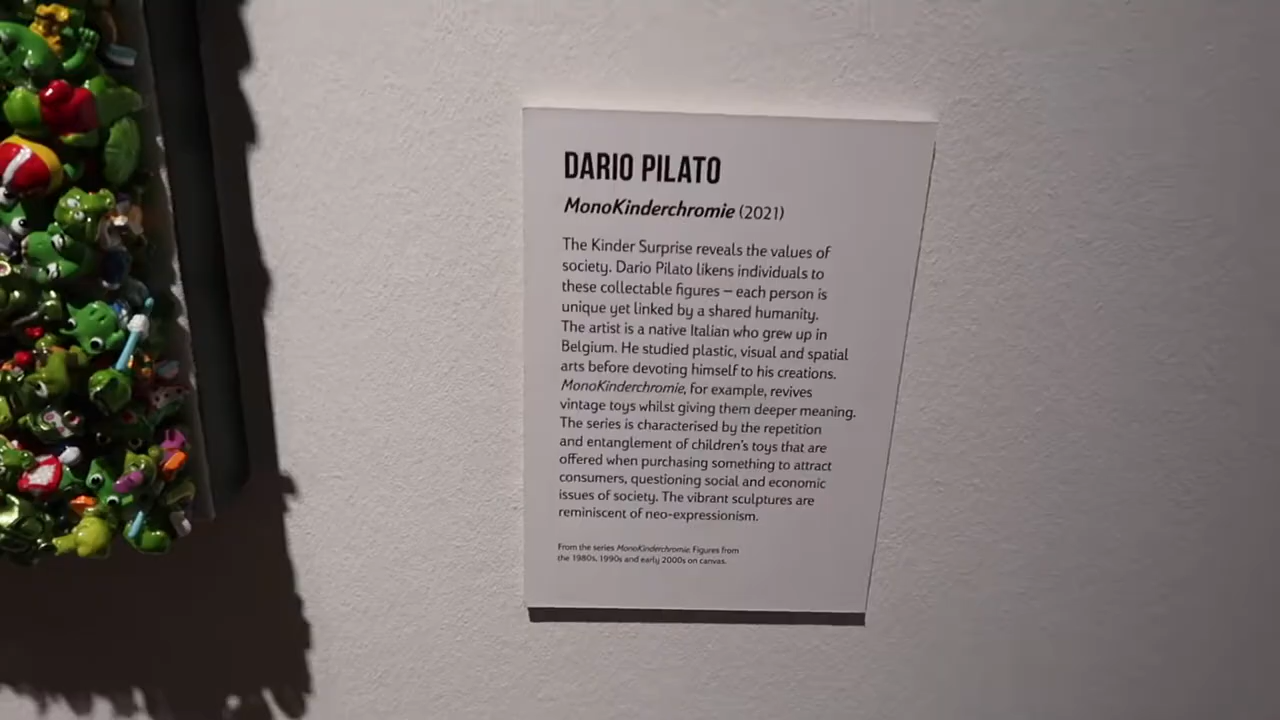 DARIO PILATO
MonoKinderchromie (2021)
The Kinder Surprise reveals the values of
society. Dario Pilato likens individuals to
these collectable figures – each person is
unique yet linked by a shared humanity.
The artist is a native Italian who grew up in
Belgium. He studied plastic, visual and spatial
arts before devoting himself to his creations.
MonoKinderchromie, for example, revives
vintage toys whilst giving them deeper meaning.
The series is characterised by the repetition
and entanglement of children's toys that are
offered when purchasing something to attract
consumers, questioning social and economic
issues of society. The vibrant sculptures are
reminiscent of neo-expressionism.
From the series MonoKinderchromie. Figures from
the 1980s, 1990s and early 2000s on canvas.